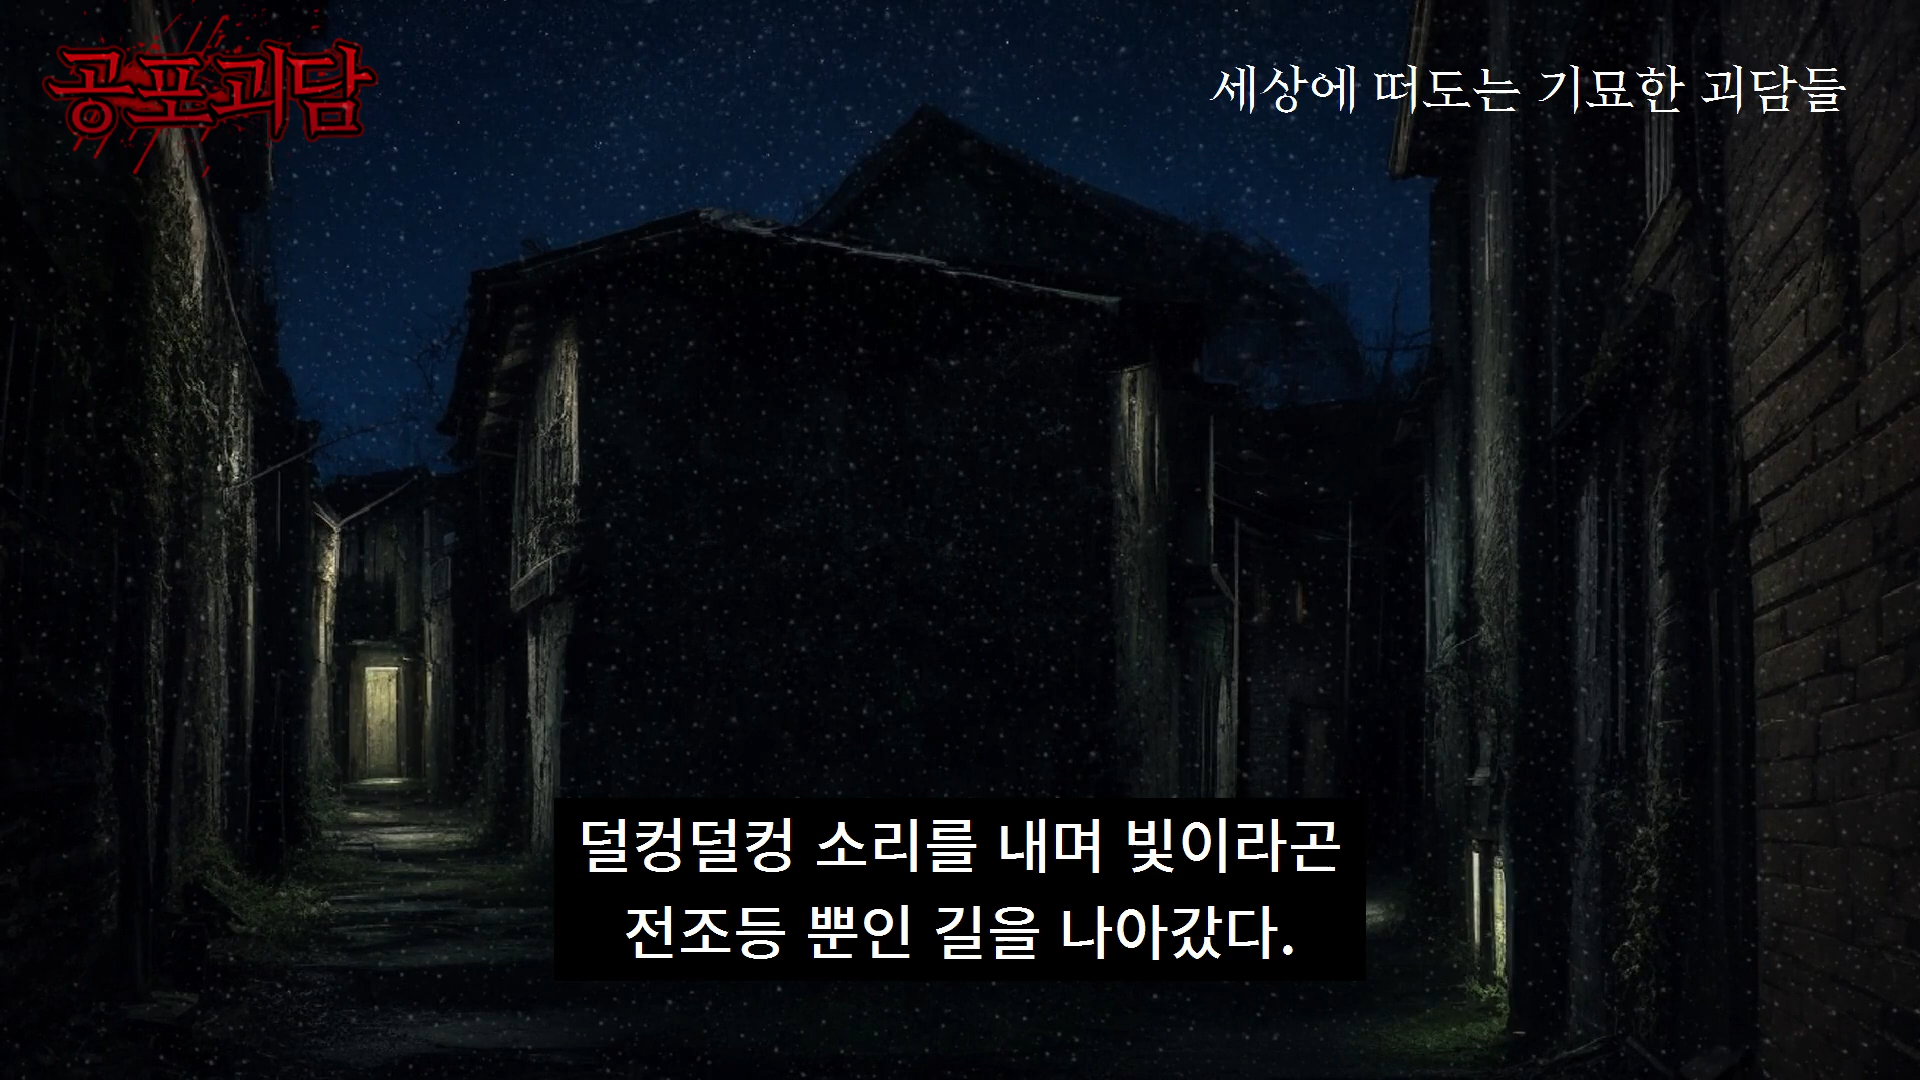 공포괴담
세상에 떠도는 기묘한 괴담들
덜컹덜컹 소리를 내며 빛이라곤
전조등 뿐인 길을 나아갔다.